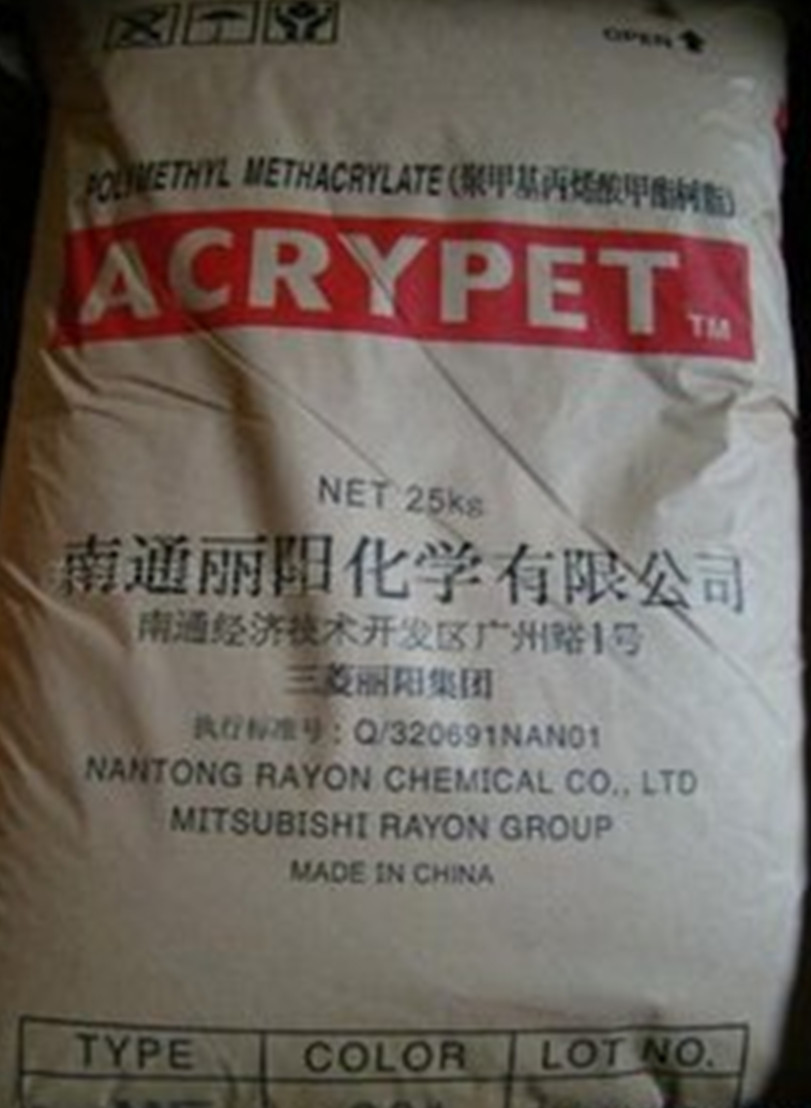 OPEN
POLYMETHYL METHACRYLATE (聚甲基丙烯酸甲酯树脂)
ACRYPET TM
NET 25kg
南通丽阳化学有限公司
南通经济技术开发区广州路1号
三菱丽阳集团
执行标准号: Q/320691NAN01
NANTONG RAYON CHEMICAL CO., LTD
MITSUBISHI RAYON GROUP
MADE IN CHINA
TYPE COLOR LOT NO.